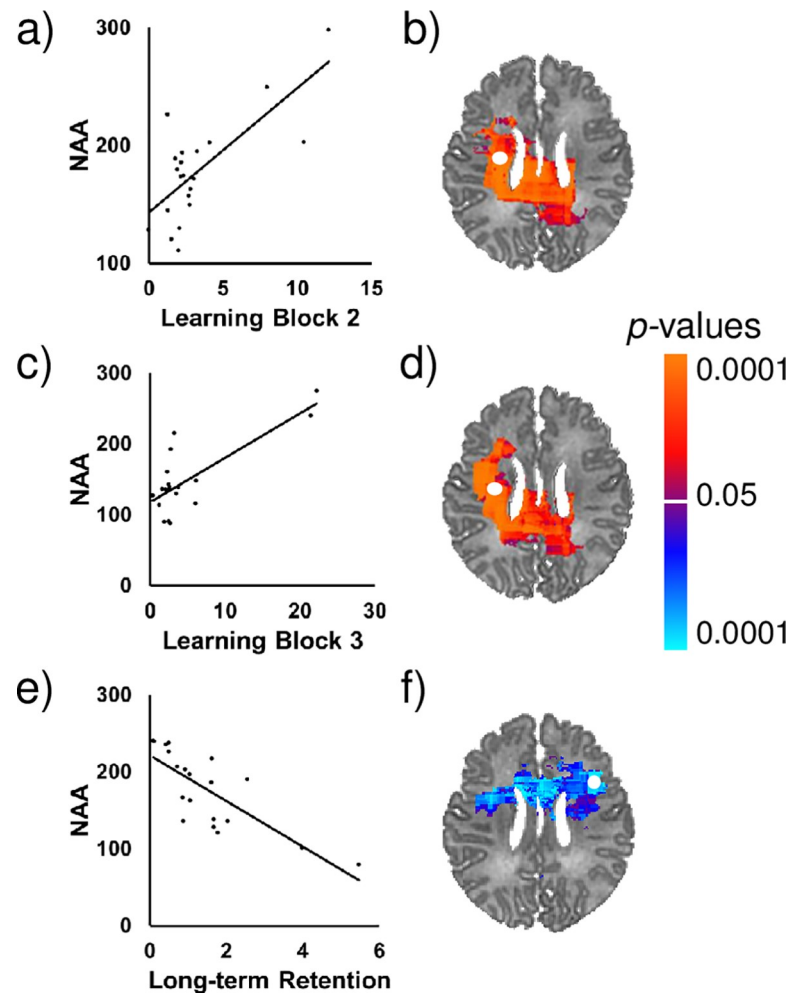 a)
300
200
100
NAA
0 5 10 15
Learning Block 2
b)
c)
300
200
100
0
NAA
0 10 20 30
Learning Block 3
d)
p-values
0.0001
0.05
0.0001
e)
300
200
100
0
NAA
0 2 4 6
Long-term Retention
f)